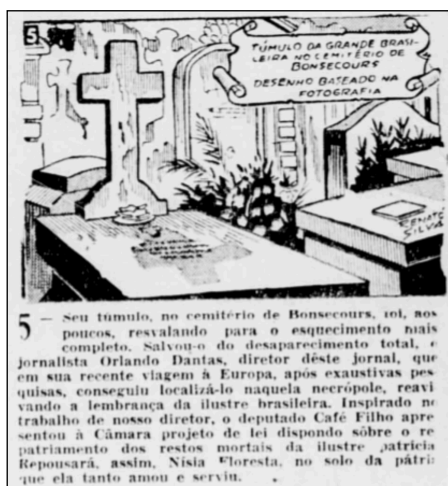 5
TÚMULO DA GRANDE BRASI-
LEIRA NO CEMITÉRIO DE
BONSECOURS
DESENHO BASEADO NA
FOTOGRAFIA
RENATO
SILVA
5 — Seu túmulo, no cemitério de Bonsecours, foi, aos
poucos, resvalando para o esquecimento mais
completo. Salvou-o do desaparecimento total, o
jornalista Orlando Dantas, diretor dêste jornal, que
em sua recente viagem à Europa, após exaustivas pes
quisas, conseguiu localizá-lo naquela necrópole, reavi
vando a lembrança da ilustre brasileira. Inspirado no
trabalho de nosso diretor, o deputado Café Filho apre
sentou à Câmara projeto de lei dispondo sôbre o re
patriamento dos restos mortais da ilustre patrícia
Repousará, assim, Nísia Floresta, no solo da pátri
que ela tanto amou e serviu.